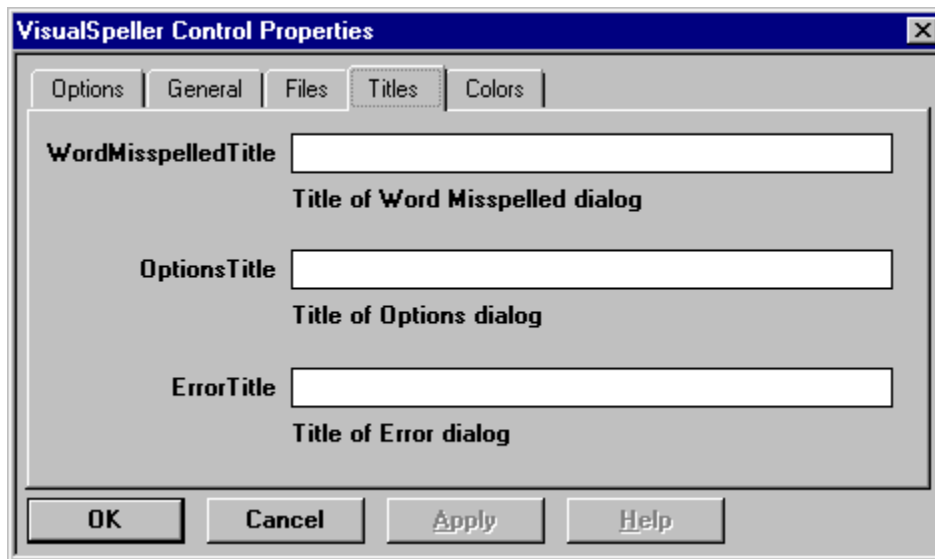 VisualSpeller Control Properties
Options General Files Titles Colors
WordMisspelledTitle
Title of Word Misspelled dialog
OptionsTitle
Title of Options dialog
ErrorTitle
Title of Error dialog
OK Cancel Apply Help